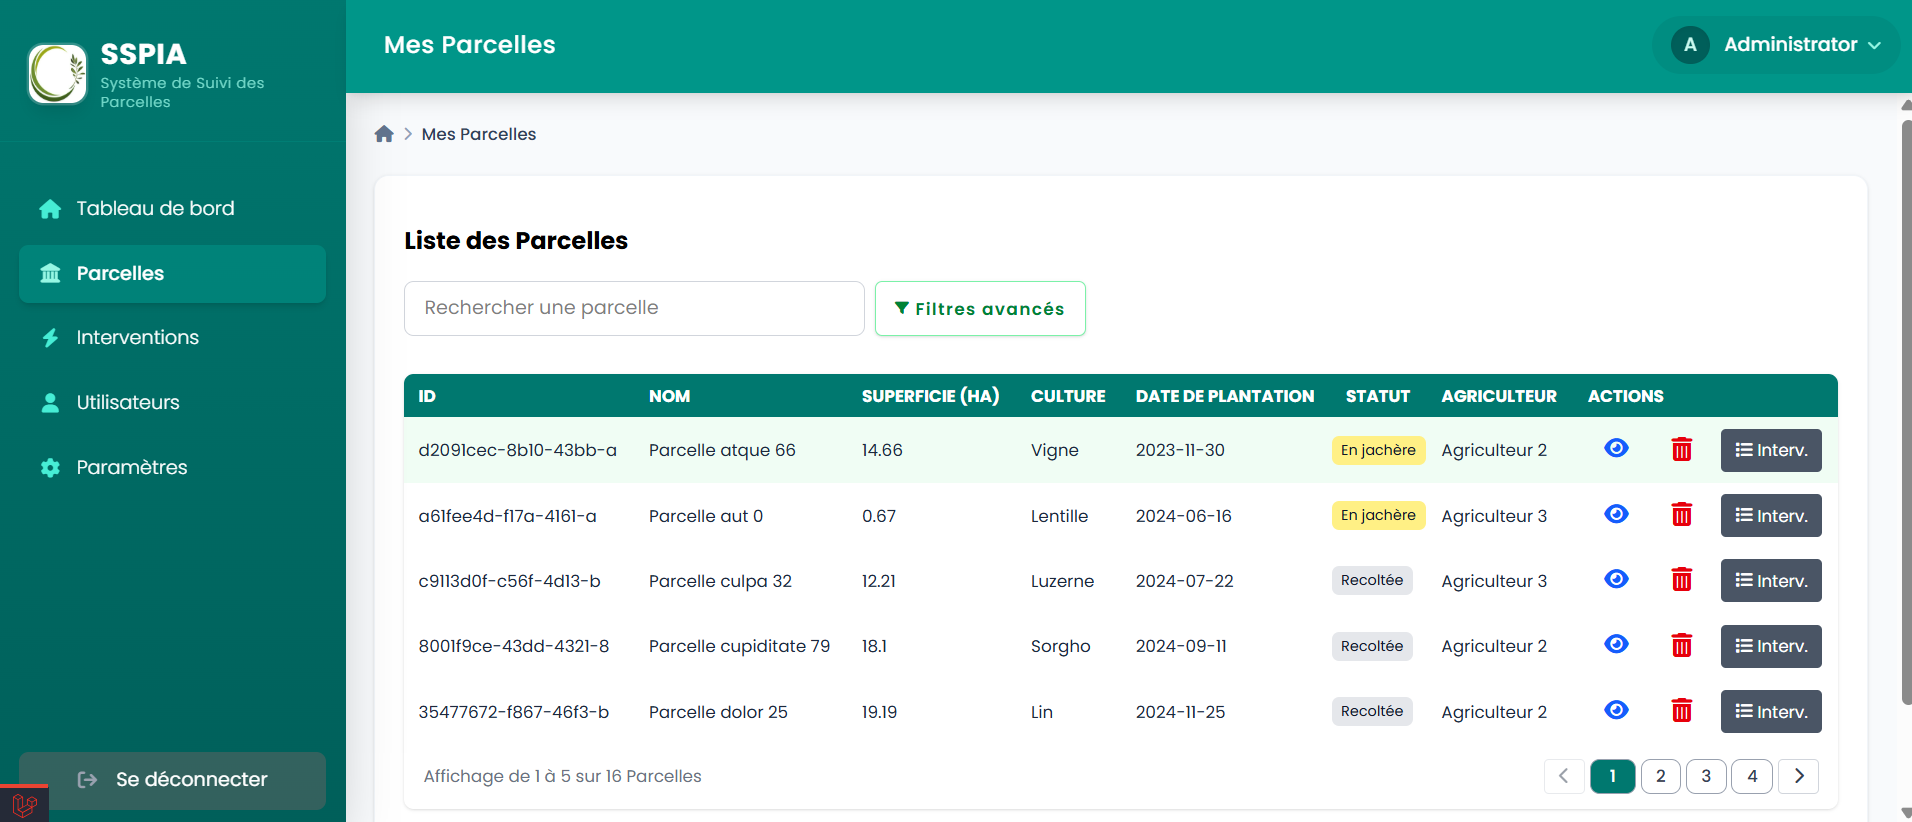 SSPIA
Système de Suivi des
Parcelles
Tableau de bord
Parcelles
Interventions
Utilisateurs
Paramètres
Se déconnecter
Mes Parcelles
A Administrator
Mes Parcelles
Liste des Parcelles
Rechercher une parcelle
Filtres avancés
ID NOM SUPERFICIE (HA) CULTURE DATE DE PLANTATION STATUT AGRICULTEUR ACTIONS
d2091cec-8b10-43bb-a Parcelle atque 66 14.66 Vigne 2023-11-30 En jachère Agriculteur 2 Interv.
a61fee4d-f17a-4161-a Parcelle aut 0 0.67 Lentille 2024-06-16 En jachère Agriculteur 3 Interv.
c9113d0f-c56f-4d13-b Parcelle culpa 32 12.21 Luzerne 2024-07-22 Recoltée Agriculteur 3 Interv.
8001f9ce-43dd-4321-8 Parcelle cupiditate 79 18.1 Sorgho 2024-09-11 Recoltée Agriculteur 2 Interv.
35477672-f867-46f3-b Parcelle dolor 25 19.19 Lin 2024-11-25 Recoltée Agriculteur 2 Interv.
Affichage de 1 à 5 sur 16 Parcelles
1 2 3 4